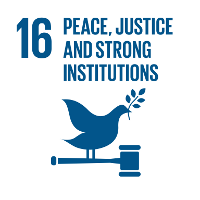 16 PEACE, JUSTICE
AND STRONG
INSTITUTIONS